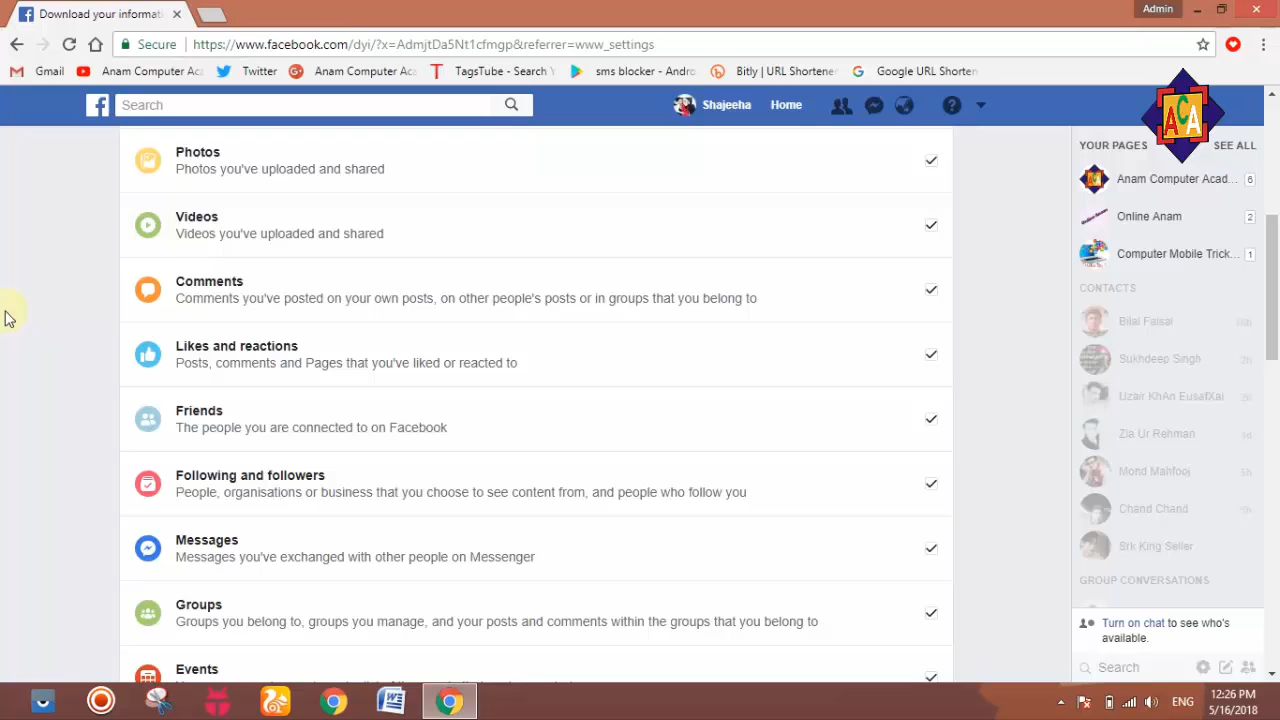 Download your informati
Admin
Secure
https://www.facebook.com/dyi/?x=AdmjtDa5Nt1cfmgp&referrer=www_settings
Gmail
Anam Computer Aca
Twitter
Anam Computer Aca
TagsTube - Search Y
sms blocker - Andro
Bitly | URL Shortene
Google URL Shorten
Search
Shajeeha
Home
ACA
YOUR PAGES
SEE ALL
Photos
Photos you've uploaded and shared
Anam Computer Acad...
6
Videos
Videos you've uploaded and shared
Online Anam
2
Computer Mobile Trick...
1
Comments
Comments you've posted on your own posts, on other people's posts or in groups that you belong to
CONTACTS
Bilal Faisal
Likes and reactions
Posts, comments and Pages that you've liked or reacted to
Sukhdeep Singh
2h
Friends
The people you are connected to on Facebook
Uzair KhAn EusafXai
Zia Ur Rehman
Following and followers
People, organisations or business that you choose to see content from, and people who follow you
Mond Mahfooj
5h
Chand Chand
Messages
Messages you've exchanged with other people on Messenger
Srk King Seller
GROUP CONVERSATIONS
Groups
Groups you belong to, groups you manage, and your posts and comments within the groups that you belong to
Turn on chat to see who's
available.
Events
Search
ENG
12:26 PM
5/16/2018